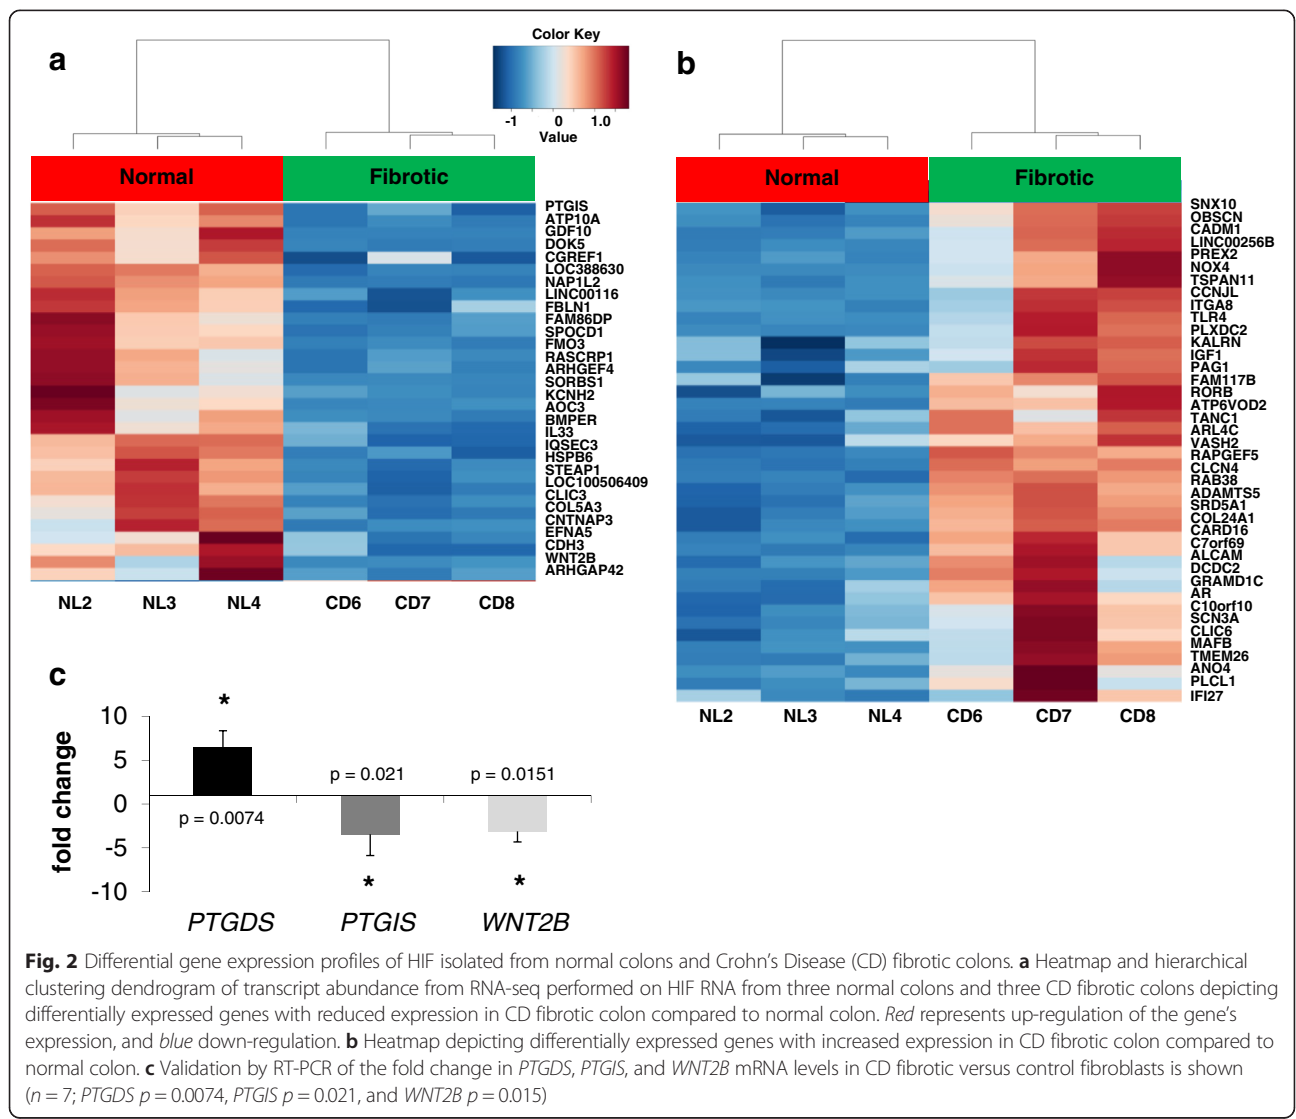 a
Color Key
-1 0 1.0
Value
Normal Fibrotic
PTGIS
ATP10A
GDF10
DOK5
CGREF1
LOC388630
NAP1L2
LINC00116
FBLN1
FAM86DP
SPOCD1
FMO3
RASCRP1
ARHGEF4
SORBS1
KCNH2
AOC3
BMPER
IL33
IQSEC3
HSPB6
STEAP1
LOC100506409
CLIC3
COL5A3
CNTNAP3
EFNA5
CDH3
WNT2B
ARHGAP42
NL2 NL3 NL4 CD6 CD7 CD8
b
Normal Fibrotic
SNX10
OBSCN
CADM1
LINC00256B
PREX2
NOX4
TSPAN11
CCNJL
ITGA8
TLR4
PLXDC2
KALRN
IGF1
PAG1
FAM117B
RORB
ATP6VOD2
TANC1
ARL4C
VASH2
RAPGEF5
CLCN4
RAB38
ADAMTS5
SRD5A1
COL24A1
CARD16
C7orf69
ALCAM
DCDC2
GRAMD1C
AR
C10orf10
SCN3A
CLIC6
MAFB
TMEM26
ANO4
PLCL1
IFI27
NL2 NL3 NL4 CD6 CD7 CD8
c
fold change
10
5
0
-5
-10
*
p = 0.0074
p = 0.021
*
p = 0.0151
*
PTGDS PTGIS WNT2B
Fig. 2 Differential gene expression profiles of HIF isolated from normal colons and Crohn's Disease (CD) fibrotic colons. a Heatmap and hierarchical
clustering dendrogram of transcript abundance from RNA-seq performed on HIF RNA from three normal colons and three CD fibrotic colons depicting
differentially expressed genes with reduced expression in CD fibrotic colon compared to normal colon. Red represents up-regulation of the gene's
expression, and blue down-regulation. b Heatmap depicting differentially expressed genes with increased expression in CD fibrotic colon compared to
normal colon. c Validation by RT-PCR of the fold change in PTGDS, PTGIS, and WNT2B mRNA levels in CD fibrotic versus control fibroblasts is shown
(n = 7; PTGDS p = 0.0074, PTGIS p = 0.021, and WNT2B p = 0.015)